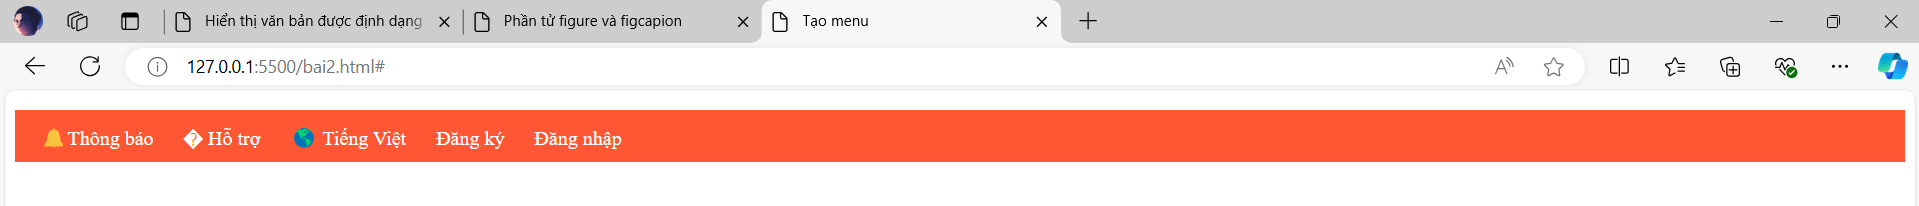 Hiển thị văn bản được định dạng
Phần tử figure và figcapion
Tạo menu
127.0.0.1:5500/bai2.html#
🔔 Thông báo � Hỗ trợ 🌎 Tiếng Việt Đăng ký Đăng nhập